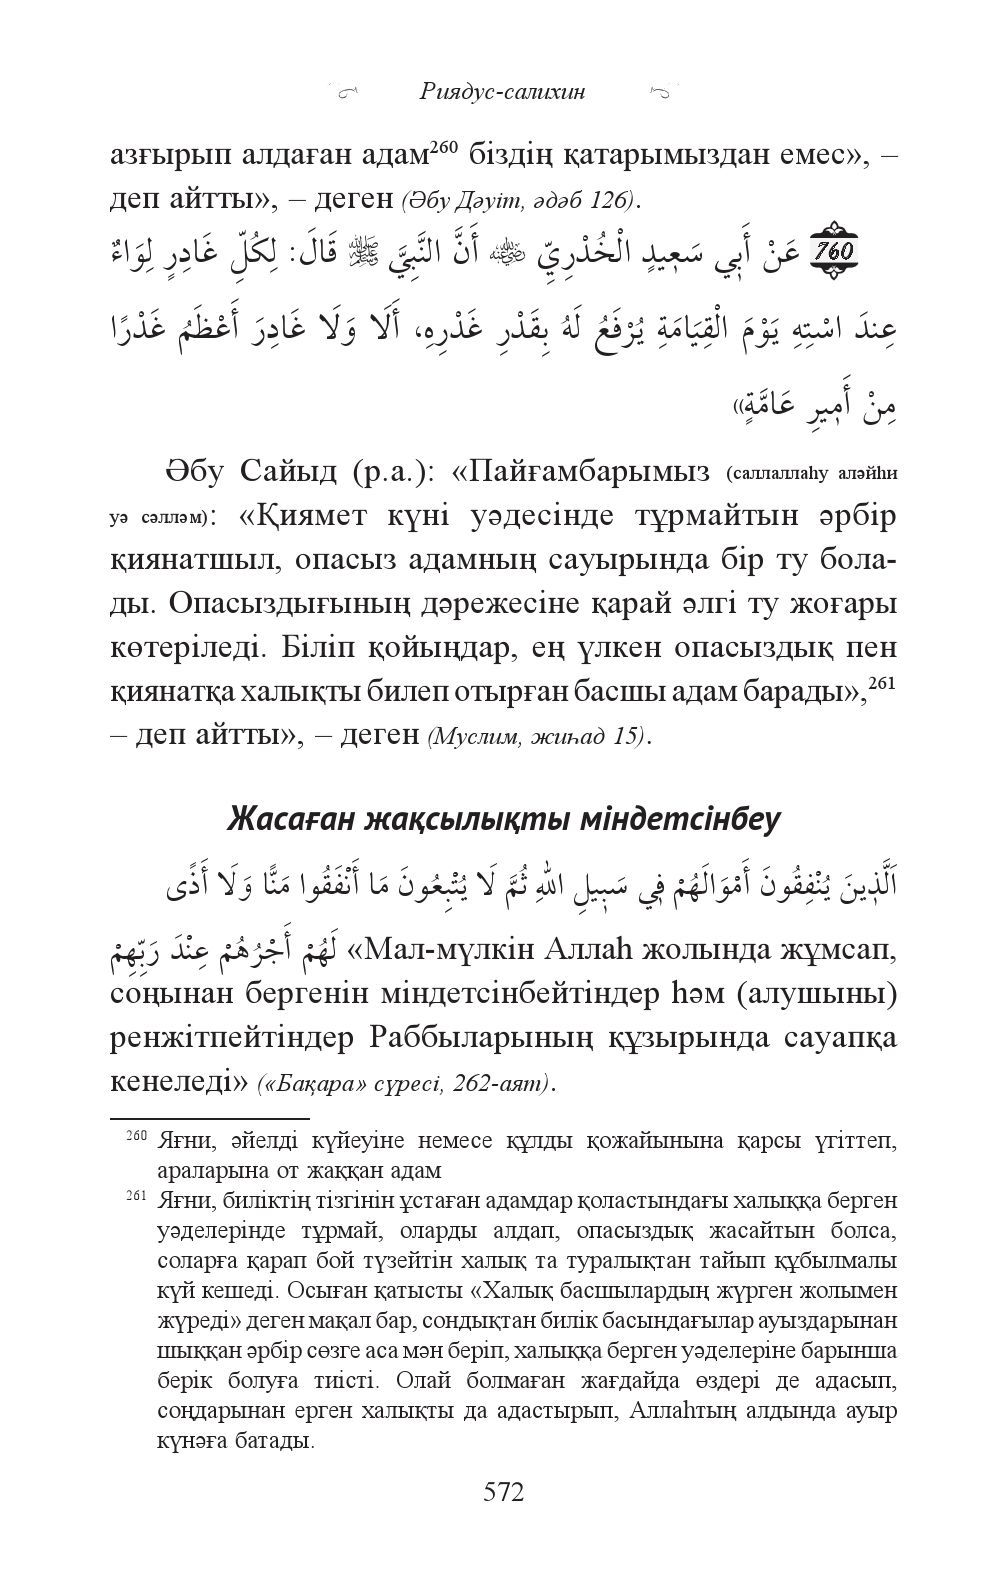 Риядус-салихин
азғырып алдаған адам260 біздің қатарымыздан емес», –
деп айтты», – деген (Әбу Дәуіт, әдәб 126).
760 عَنْ أَبِي سَعِيدٍ الْخُدْرِيِّ ﷺ أَنَّ النَّبِيَّ ﷺ قَالَ: لِكُلِّ غَادِرٍ لِوَاءٌ
عِندَ اسْتِهِ يَوْمَ الْقِيَامَةِ يُرْفَعُ لَهُ بِقَدْرِ غَدْرِهِ، أَلَا وَلَا غَادِرَ أَعْظَمُ غَدْرًا
مِنْ أَمِيرِ عَامَّةٍ»
Әбу Сайыд (р.а.): «Пайғамбарымыз (саллаллаһу аләйһи
уә сәлләм): «Қиямет күні уәдесінде тұрмайтын әрбір
қиянатшыл, опасыз адамның сауырында бір ту бола-
ды. Опасыздығының дәрежесіне қарай әлгі ту жоғары
көтеріледі. Біліп қойыңдар, ең үлкен опасыздық пен
қиянатқа халықты билеп отырған басшы адам барады»,261
– деп айтты», – деген (Муслим, жиһад 15).
Жасаған жақсылықты міндетсінбеу
اَلَّذِينَ يُنْفِقُونَ أَمْوَالَهُمْ فِي سَبِيلِ اللهِ ثُمَّ لَا يُتْبِعُونَ مَا أَنْفَقُوا مَنًّا وَلَا أَذًى
لَهُمْ أَجْرُهُمْ عِنْدَ رَبِّهِمْ «Мал-мүлкін Аллаһ жолында жұмсап,
соңынан бергенін міндетсінбейтіндер һәм (алушыны)
ренжітпейтіндер Раббыларының құзырында сауапқа
кенеледі» («Бақара» сүресі, 262-аят).
260 Яғни, әйелді күйеуіне немесе құлды қожайынына қарсы үгіттеп,
араларына от жаққан адам
261 Яғни, биліктің тізгінін ұстаған адамдар қоластындағы халыққа берген
уәделерінде тұрмай, оларды алдап, опасыздық жасайтын болса,
соларға қарап бой түзейтін халық та туралықтан тайып құбылмалы
күй кешеді. Осыған қатысты «Халық басшылардың жүрген жолымен
жүреді» деген мақал бар, сондықтан билік басындағылар ауыздарынан
шыққан әрбір сөзге аса мән беріп, халыққа берген уәделеріне барынша
берік болуға тиісті. Олай болмаған жағдайда өздері де адасып,
соңдарынан ерген халықты да адастырып, Аллаһтың алдында ауыр
күнәға батады.
572